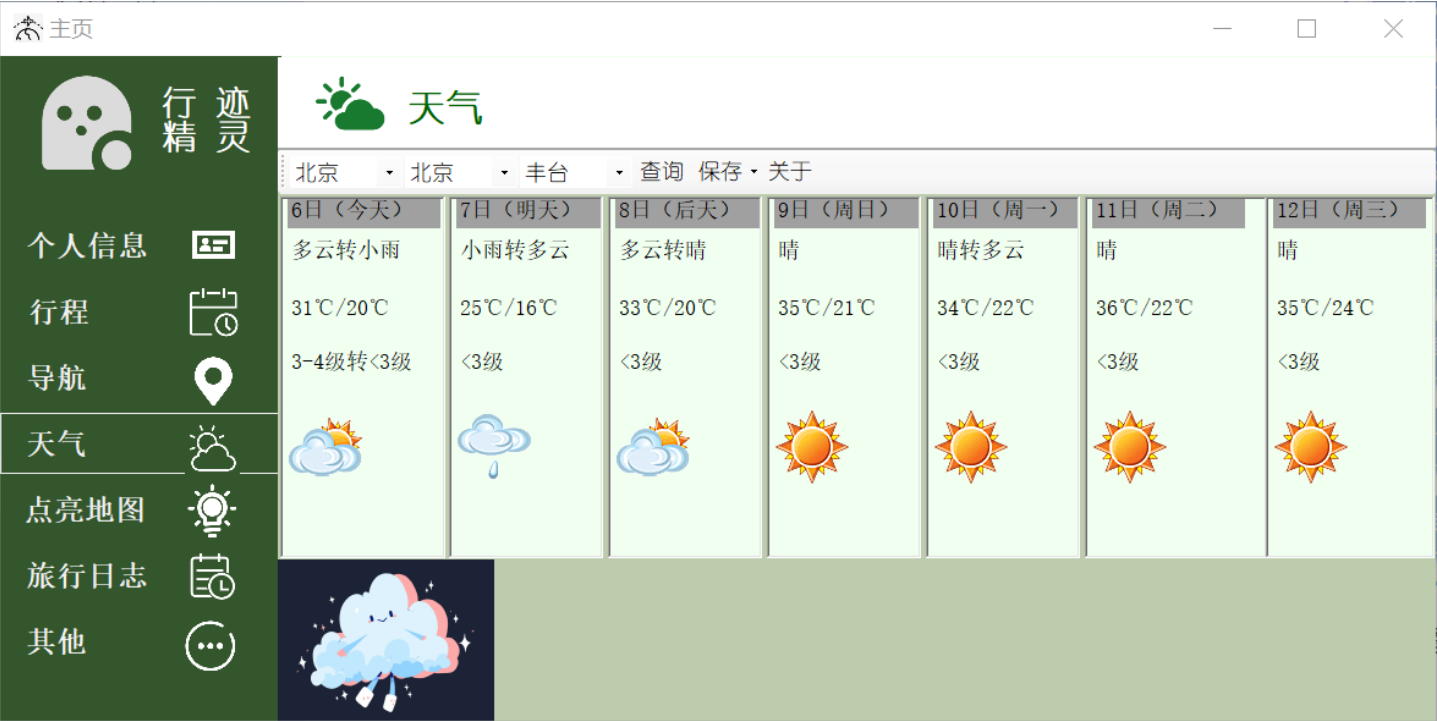 主页
行 迹
精 灵
个人信息
行程
导航
天气
点亮地图
旅行日志
其他
天气
北京 北京 丰台 查询 保存 关于
6日（今天） 7日（明天） 8日（后天） 9日（周日） 10日（周一） 11日（周二） 12日（周三）
多云转小雨 小雨转多云 多云转晴 晴 晴转多云 晴 晴
31℃/20℃ 25℃/16℃ 33℃/20℃ 35℃/21℃ 34℃/22℃ 36℃/22℃ 35℃/24℃
3-4级转<3级 <3级 <3级 <3级 <3级 <3级 <3级